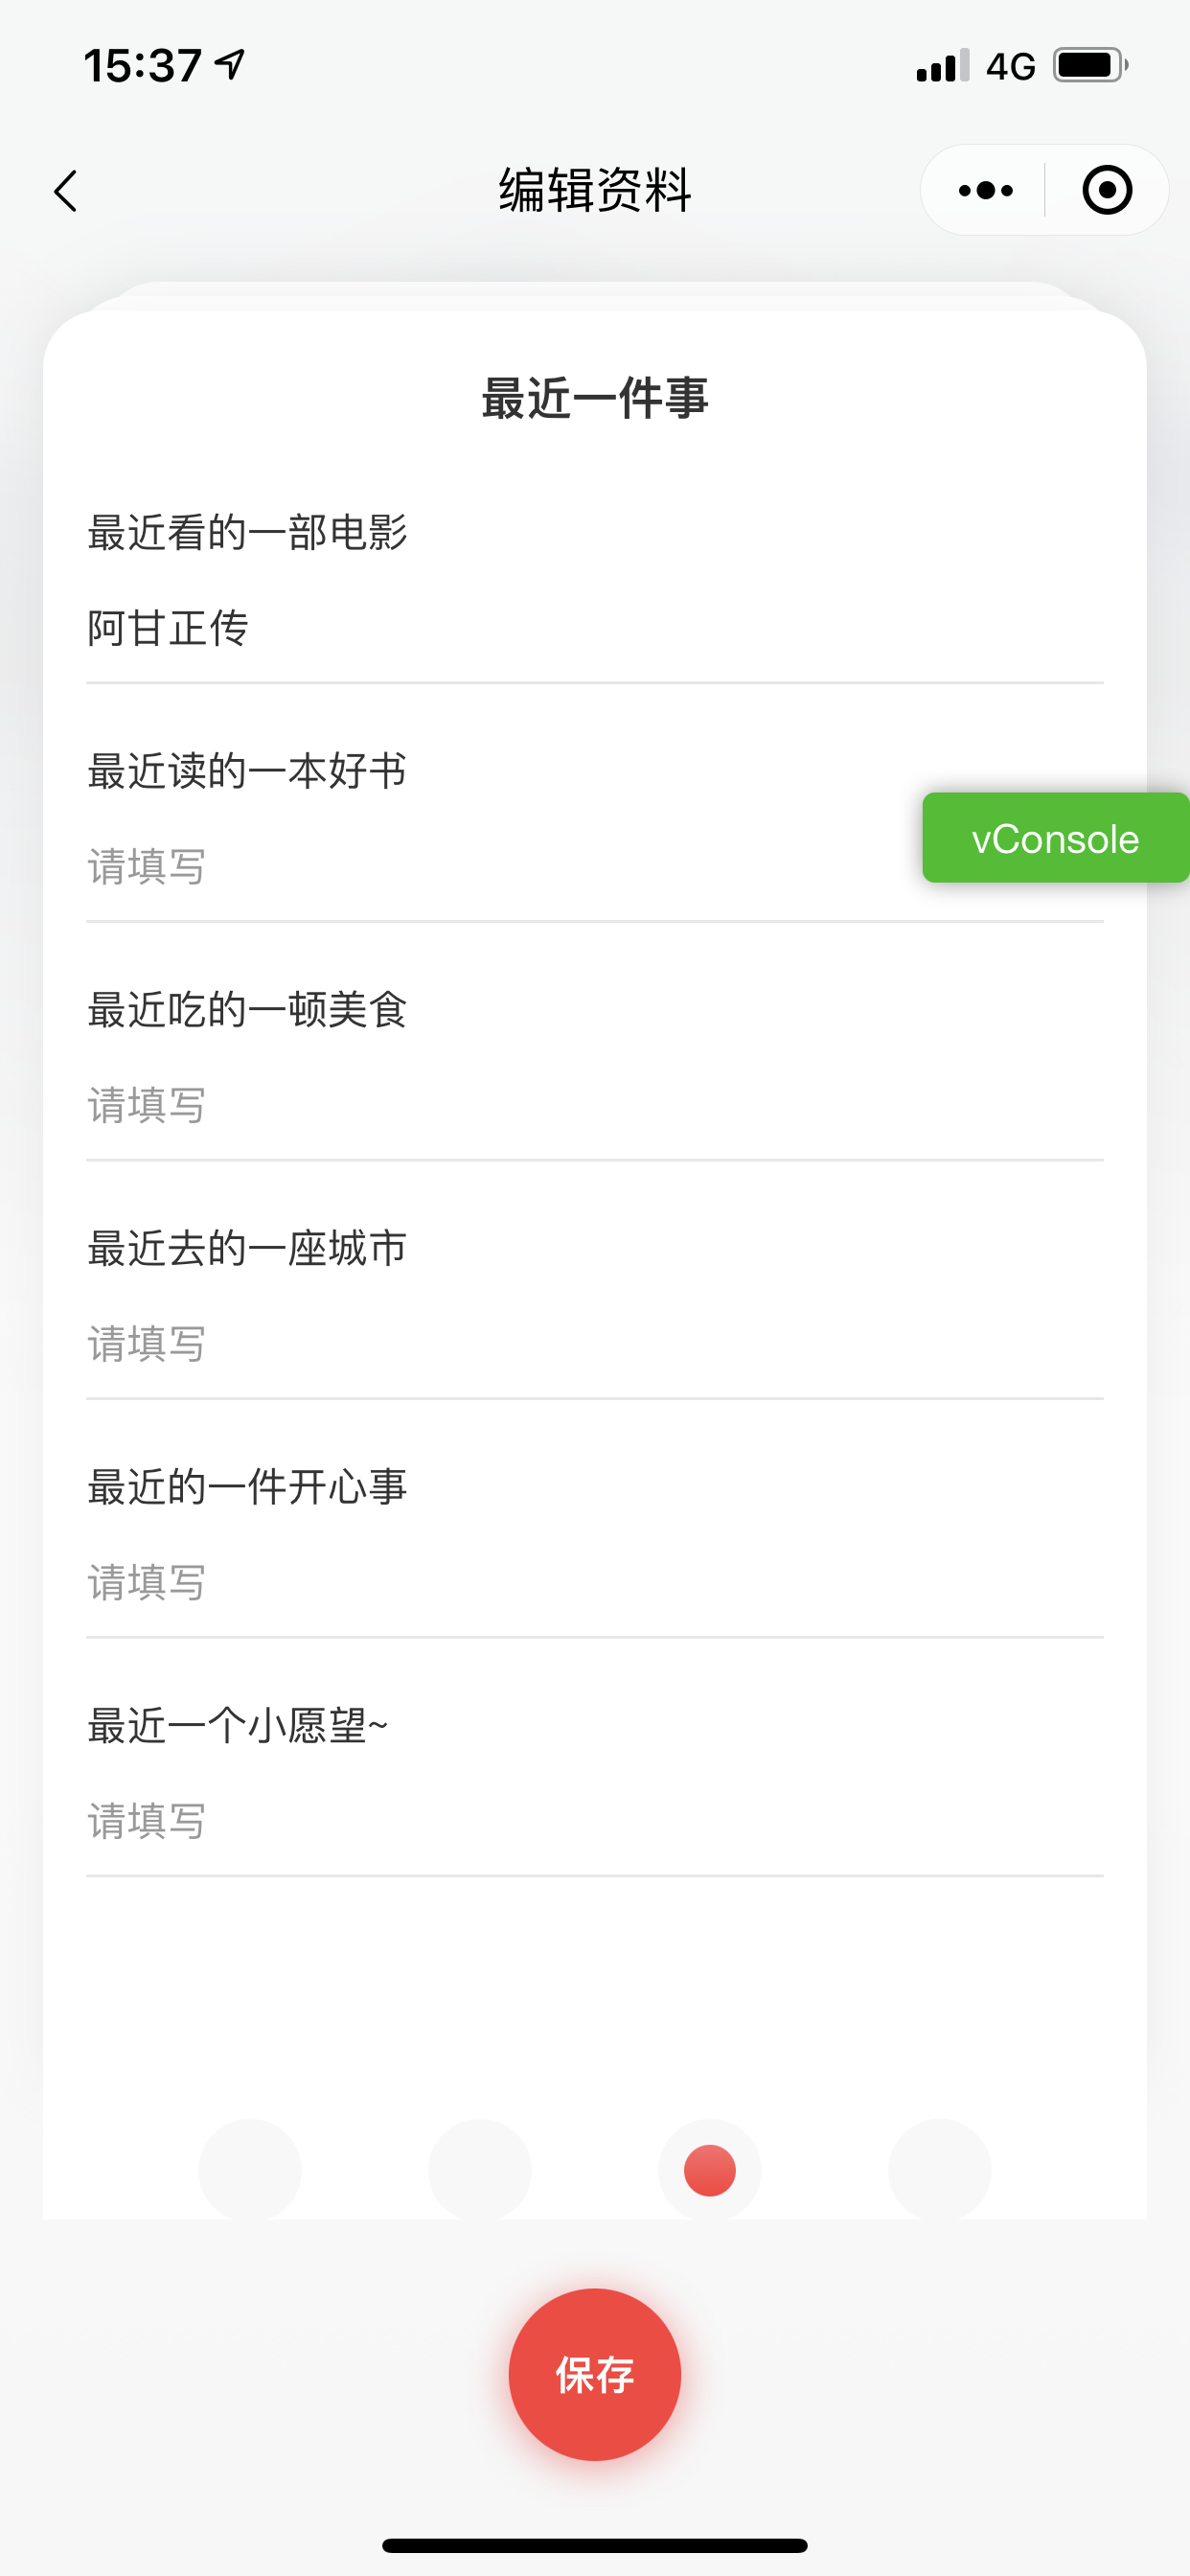 15:37
4G
编辑资料
最近一件事
最近看的一部电影
阿甘正传
最近读的一本好书
vConsole
请填写
最近吃的一顿美食
请填写
最近去的一座城市
请填写
最近的一件开心事
请填写
最近一个小愿望~
请填写
保存